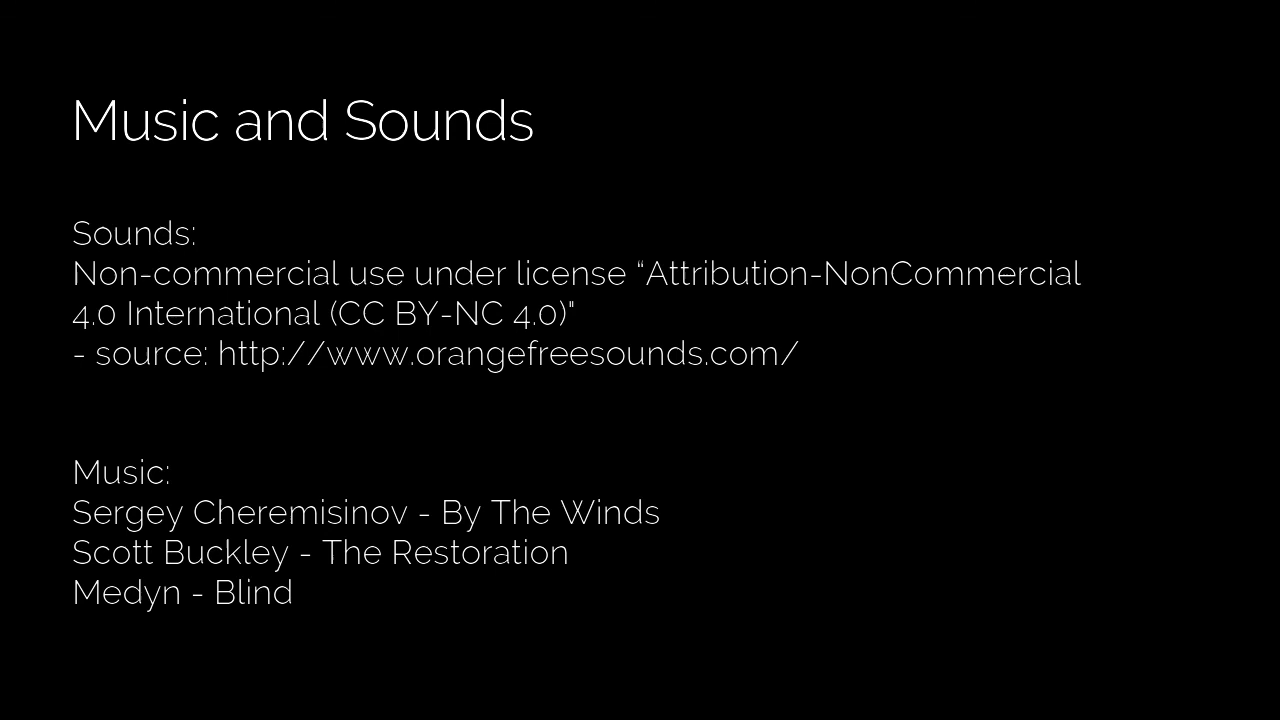 Music and Sounds
Sounds:
Non-commercial use under license “Attribution-NonCommercial
4.0 International (CC BY-NC 4.0)"
- source: http://www.orangefreesounds.com/
Music:
Sergey Cheremisinov - By The Winds
Scott Buckley - The Restoration
Medyn - Blind